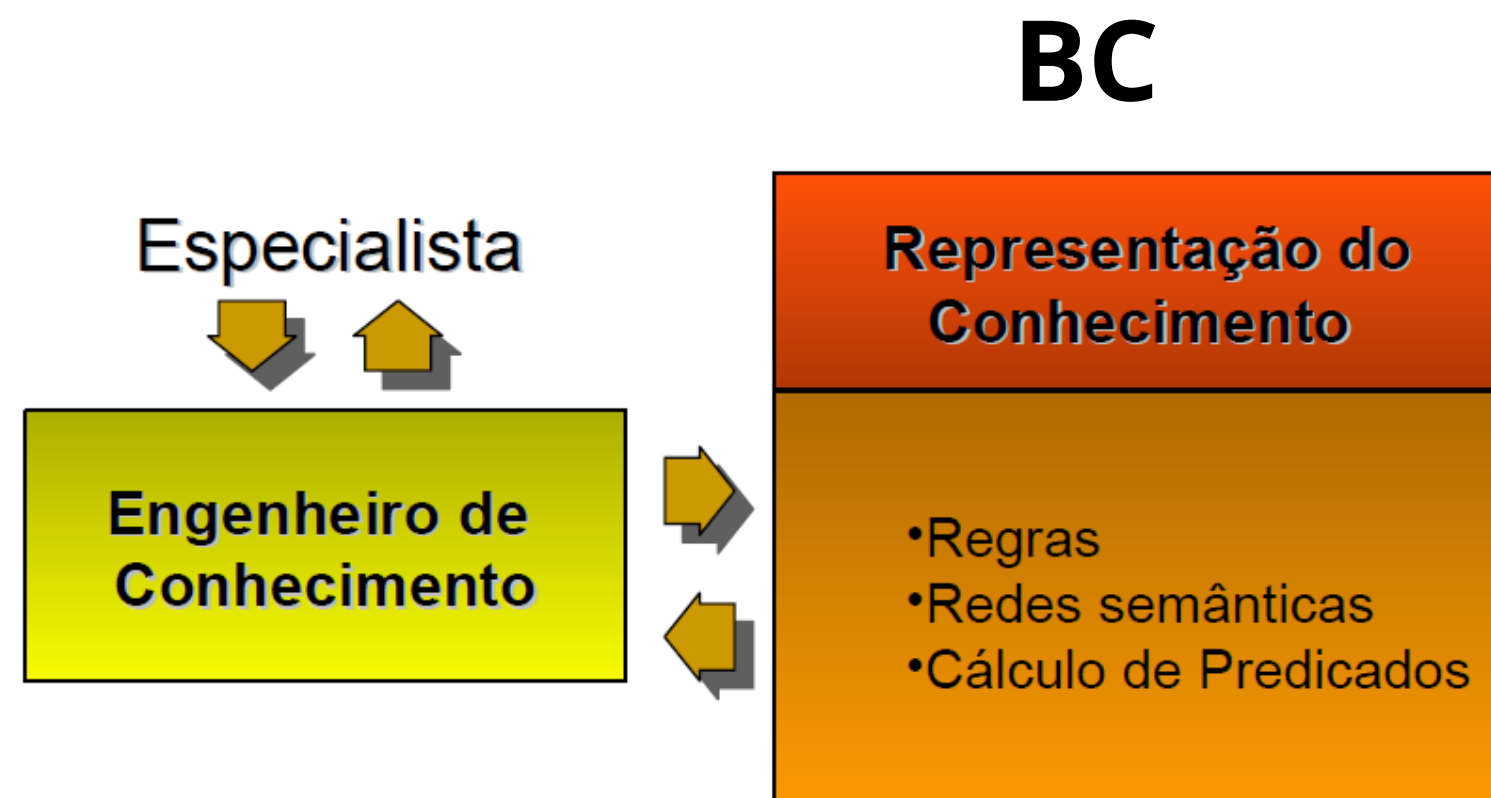 BC
Especialista
Engenheiro de
Conhecimento
Representação do
Conhecimento
•Regras
•Redes semânticas
•Cálculo de Predicados